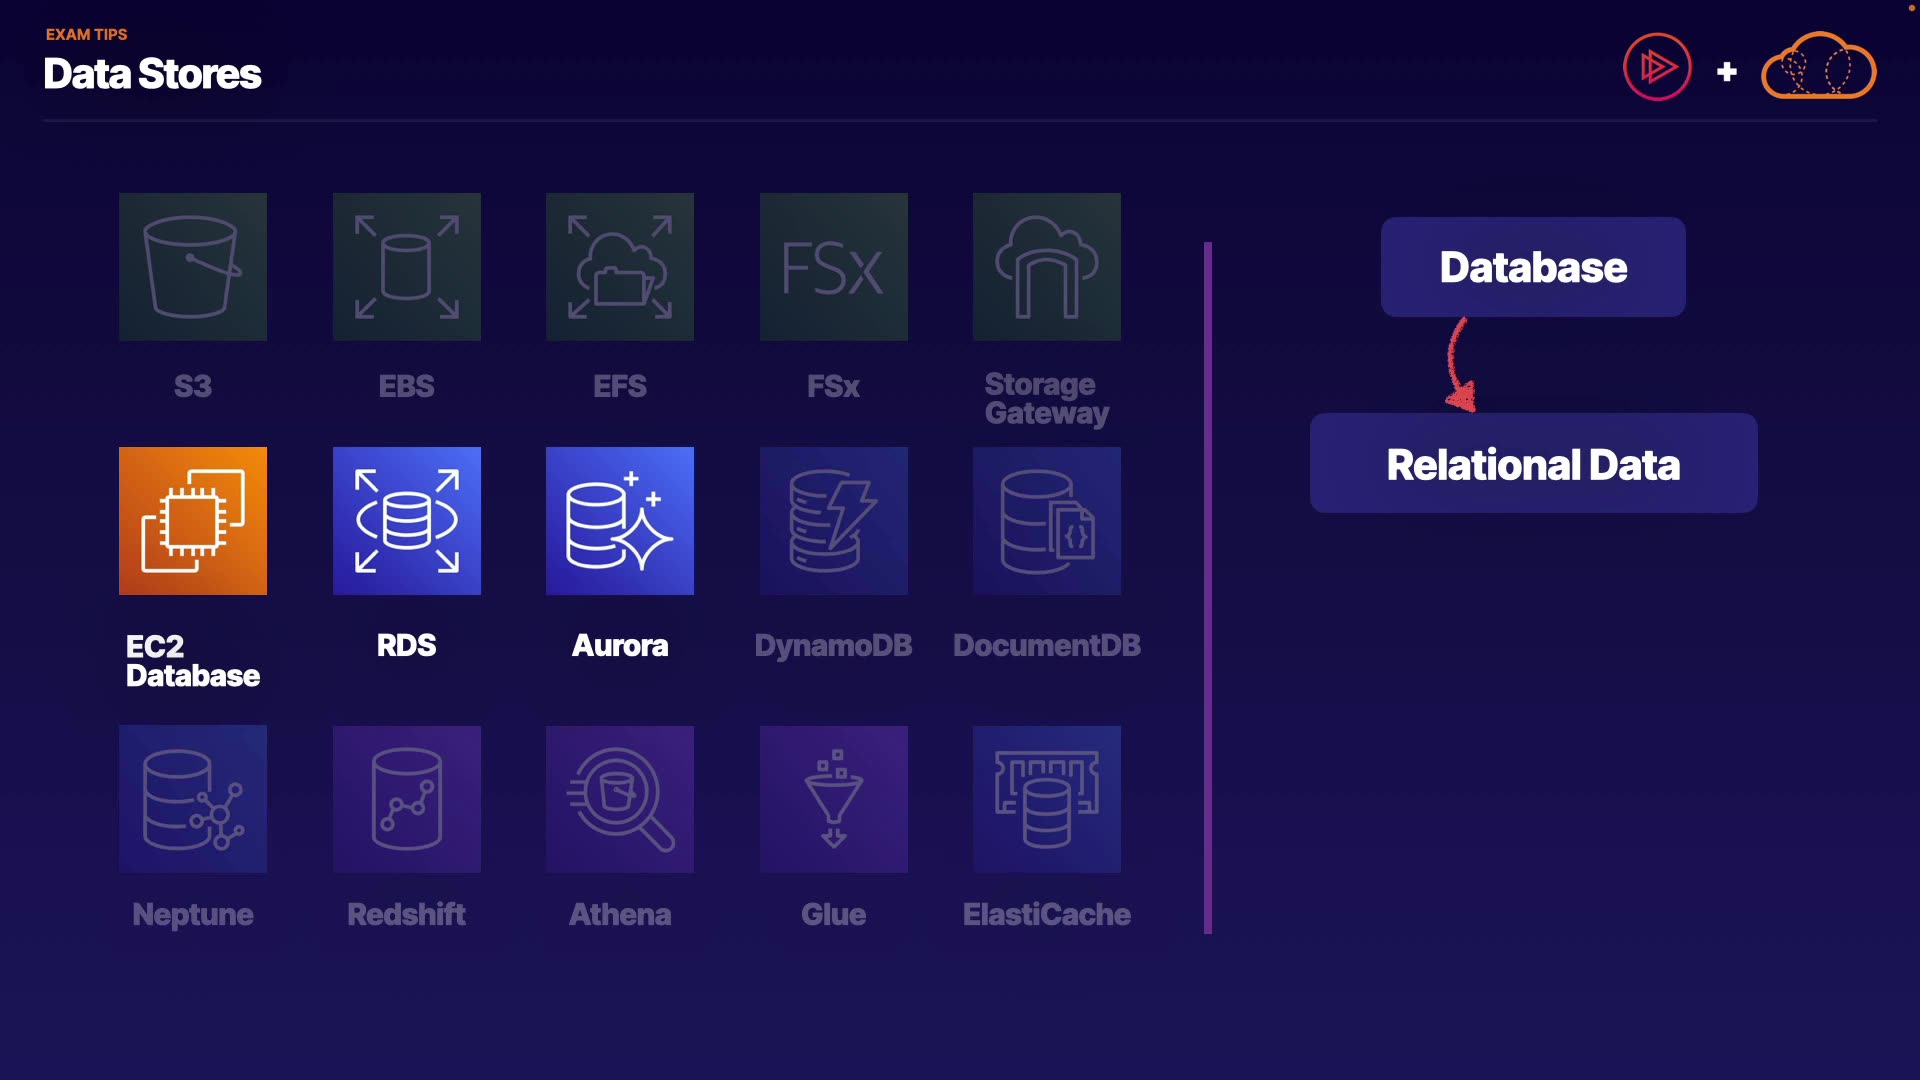 EXAM TIPS
Data Stores
S3
EBS
EFS
FSx
FSx
Storage
Gateway
EC2
Database
RDS
Aurora
DynamoDB
DocumentDB
Neptune
Redshift
Athena
Glue
ElastiCache
Database
Relational Data